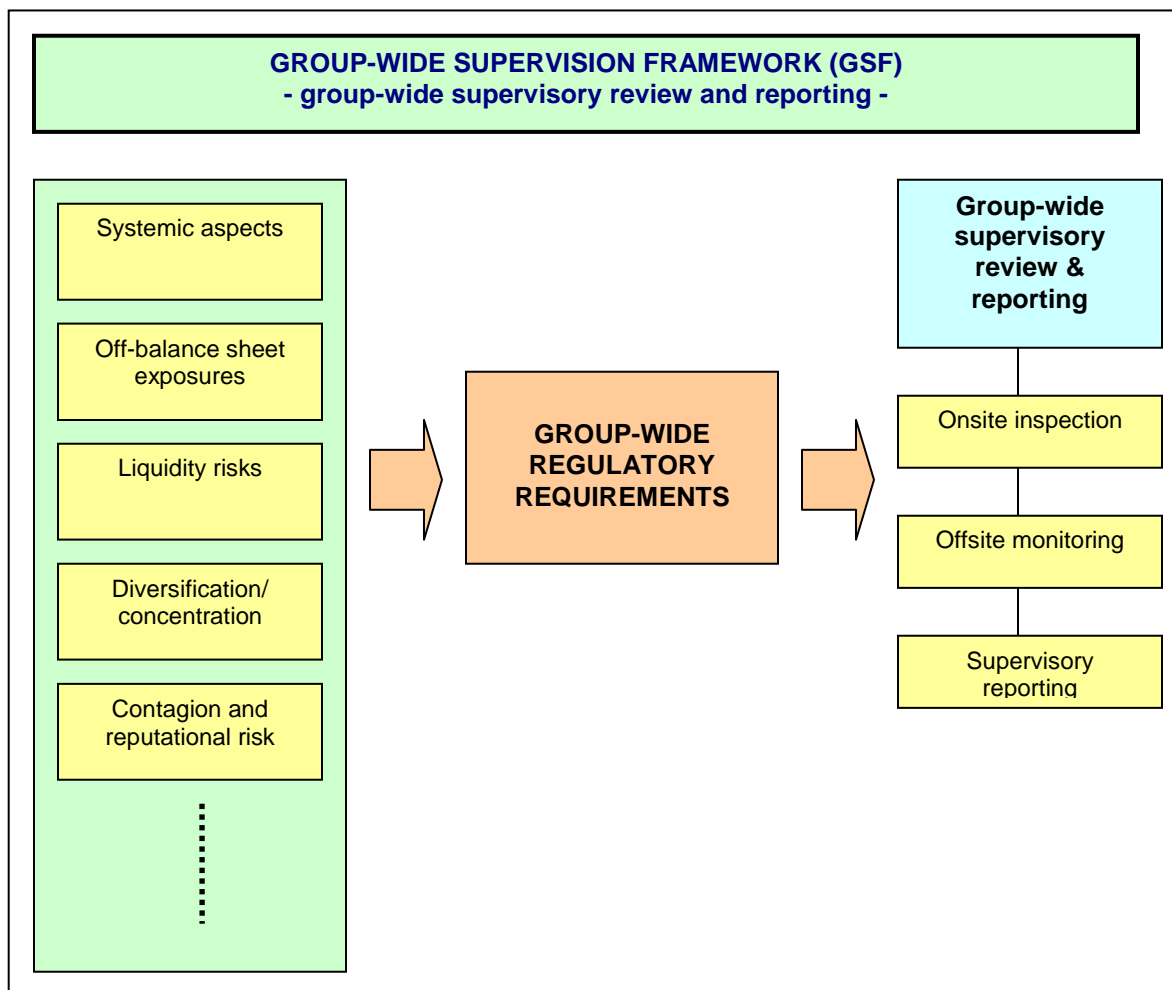 GROUP-WIDE SUPERVISION FRAMEWORK (GSF)
- group-wide supervisory review and reporting -
Systemic aspects
Off-balance sheet
exposures
Liquidity risks
Diversification/
concentration
Contagion and
reputational risk
GROUP-WIDE
REGULATORY
REQUIREMENTS
Group-wide
supervisory
review &
reporting
Onsite inspection
Offsite monitoring
Supervisory
reporting